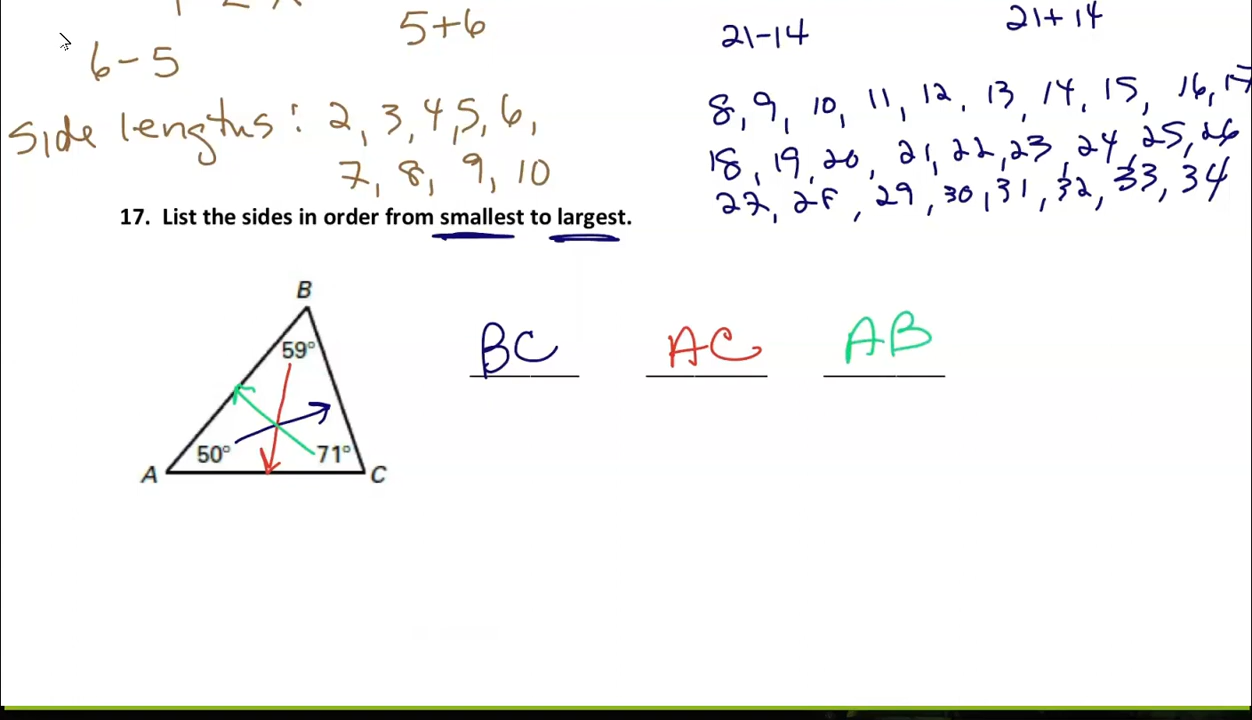 5+6
21-14
21+14
6-5
8, 9, 10, 11, 12, 13, 14, 15, 16, 17
Side lengths: 2, 3, 4, 5, 6,
18, 19, 20, 21, 22, 23, 24, 25, 26
7, 8, 9, 10
27, 28, 29, 30, 31, 32, 33, 34
17. List the sides in order from smallest to largest.
B
59°
BC AC AB
50° 71°
A C